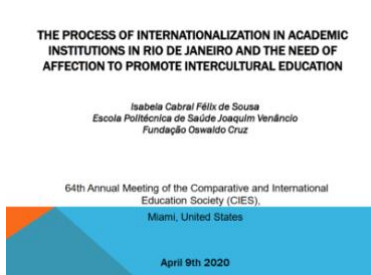 THE PROCESS OF INTERNATIONALIZATION IN ACADEMIC
INSTITUTIONS IN RIO DE JANEIRO AND THE NEED OF
AFFECTION TO PROMOTE INTERCULTURAL EDUCATION
Isabela Cabral Félix de Sousa
Escola Politécnica de Saúde Joaquim Venâncio
Fundação Oswaldo Cruz
64th Annual Meeting of the Comparative and International
Education Society (CIES),
Miami, United States
April 9th 2020